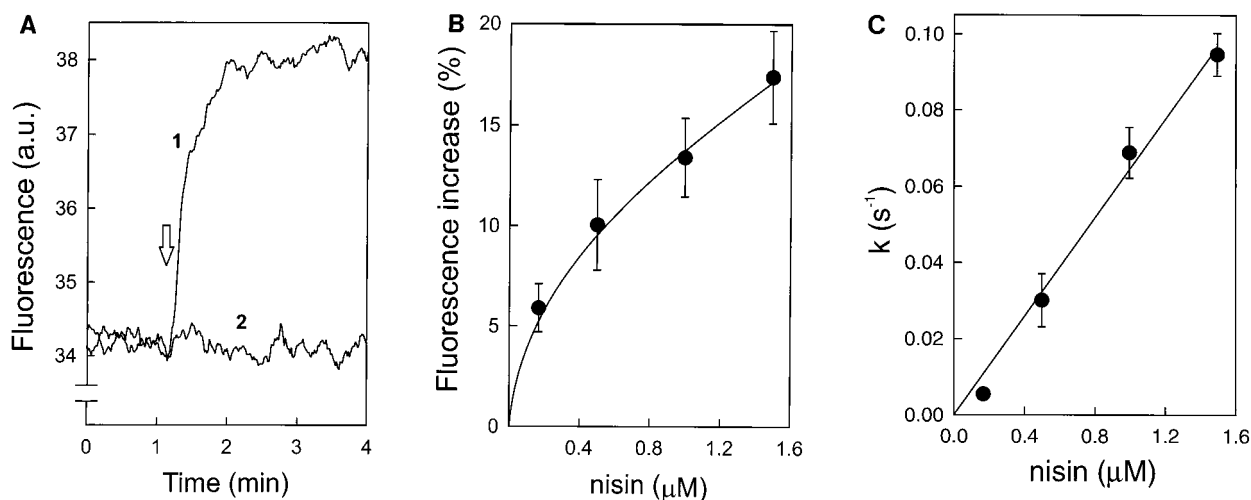 A
Fluorescence (a.u.)
38
37
36
35
34
1
2
0 1 2 3 4
Time (min)
B
Fluorescence increase (%)
20
15
10
5
0
0.4 0.8 1.2 1.6
nisin (μM)
C
k (s⁻¹)
0.10
0.08
0.06
0.04
0.02
0.00
0.0 0.4 0.8 1.2 1.6
nisin (μM)